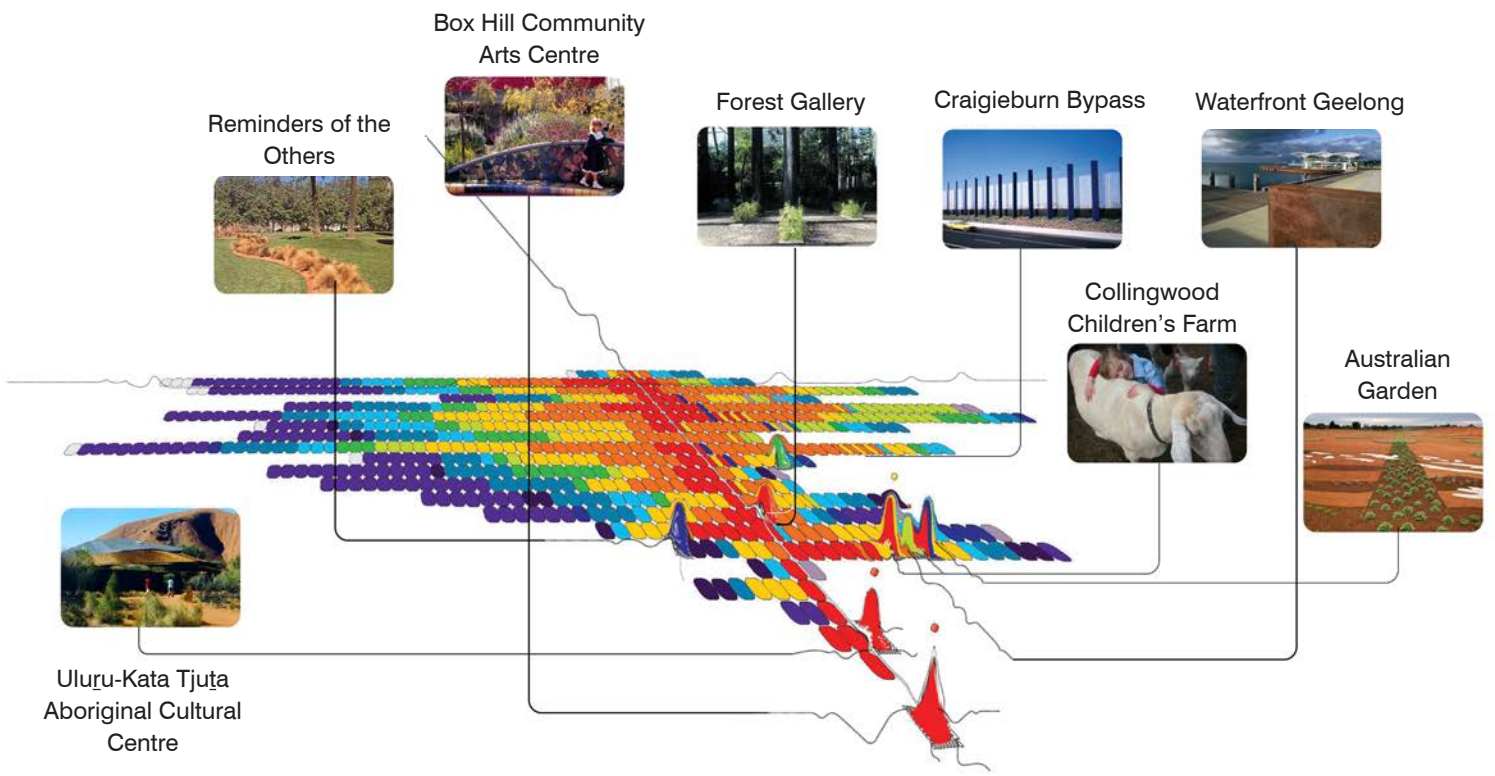 Box Hill Community
Arts Centre
Reminders of the
Others
Forest Gallery
Craigieburn Bypass
Waterfront Geelong
Collingwood
Children’s Farm
Australian
Garden
Uluṟu-Kata Tjuṯa
Aboriginal Cultural
Centre